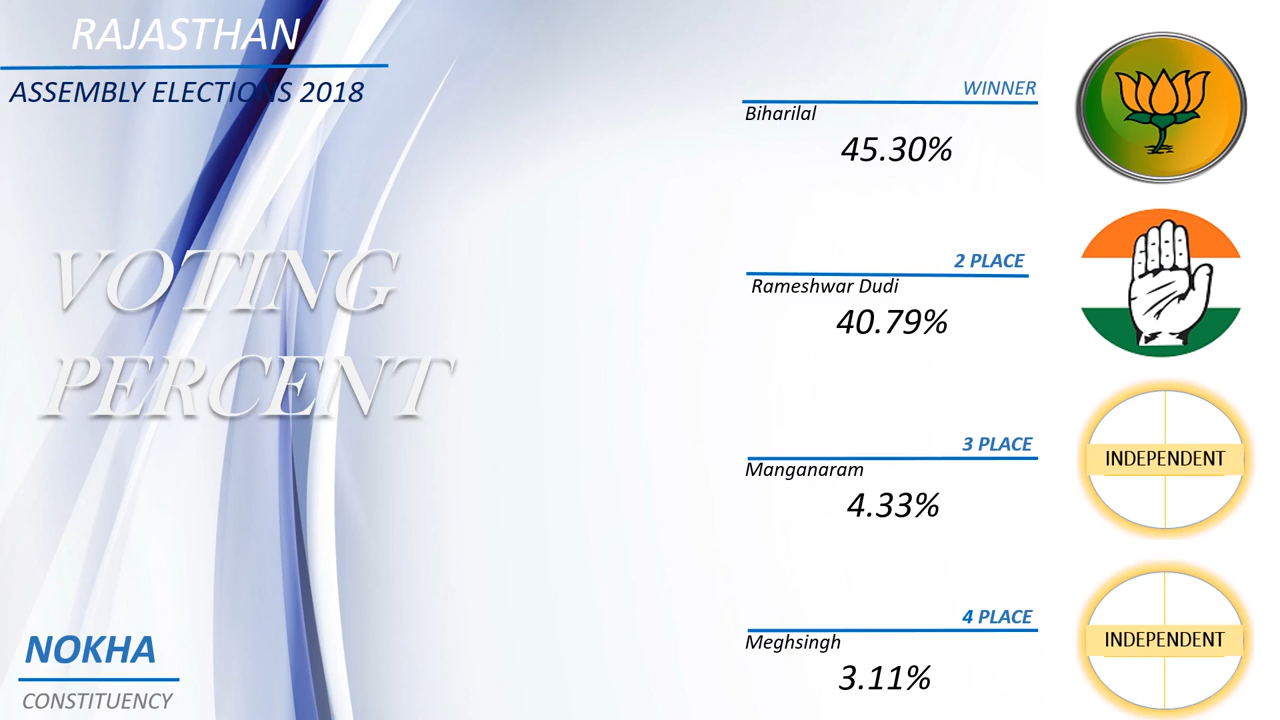 RAJASTHAN
ASSEMBLY ELECTIONS 2018
VOTING
PERCENT
NOKHA
CONSTITUENCY
WINNER
Biharilal
45.30%
2 PLACE
Rameshwar Dudi
40.79%
3 PLACE
Manganaram
4.33%
INDEPENDENT
4 PLACE
Meghsingh
3.11%
INDEPENDENT